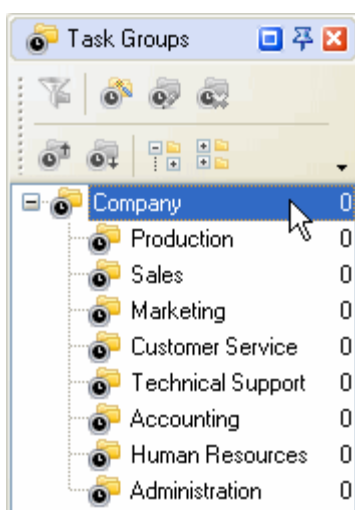 Task Groups
Company 0
Production 0
Sales 0
Marketing 0
Customer Service 0
Technical Support 0
Accounting 0
Human Resources 0
Administration 0